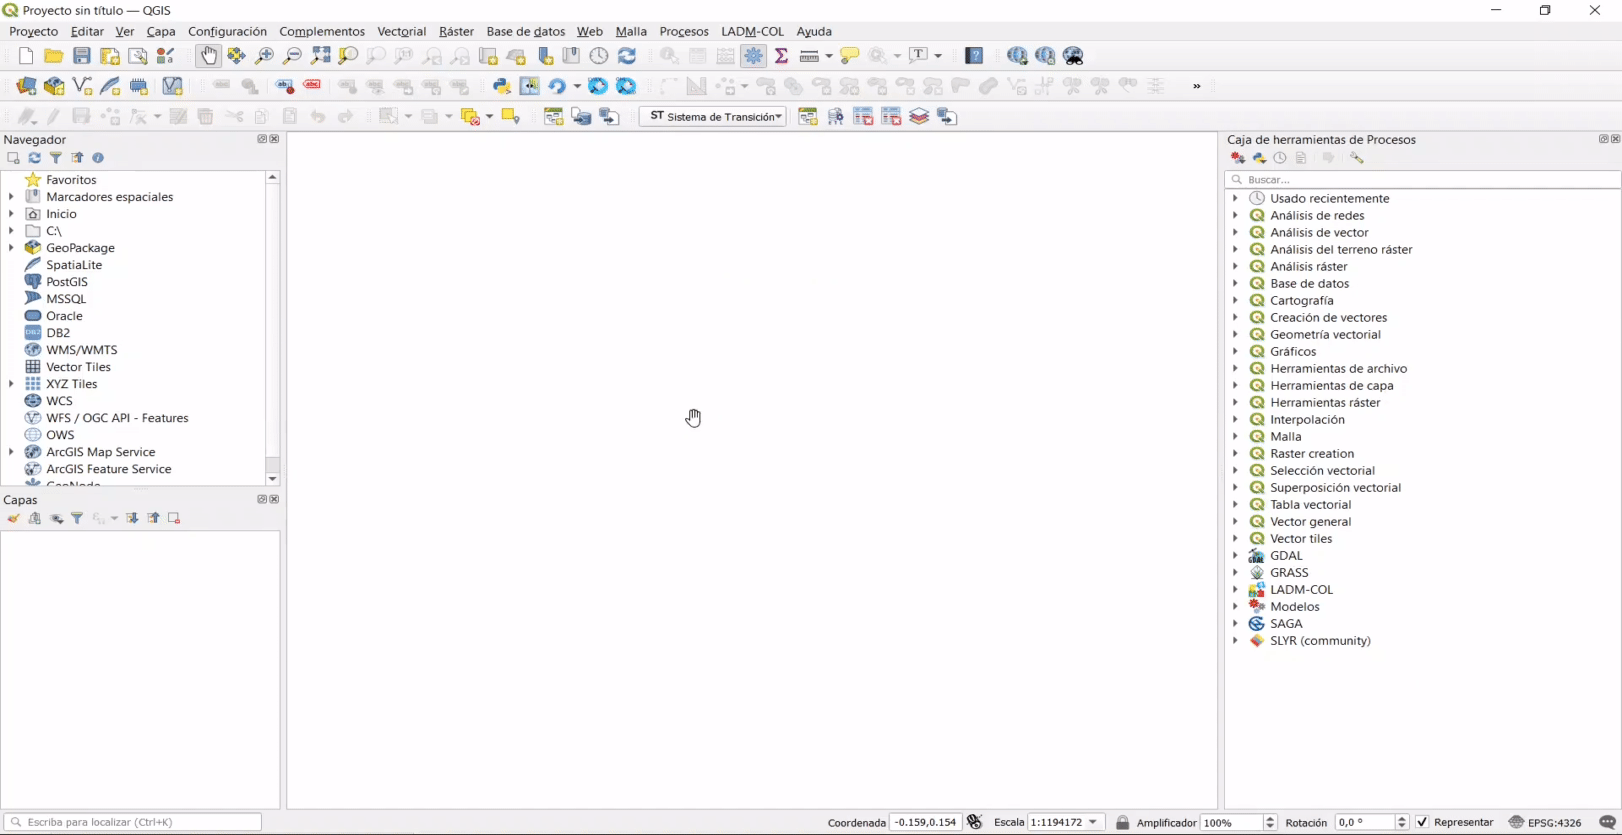 Proyecto sin título — QGIS
Proyecto Editar Ver Capa Configuración Complementos Vectorial Ráster Base de datos Web Malla Procesos LADM-COL Ayuda
ST Sistema de Transición
Navegador
Favoritos
Marcadores espaciales
Inicio
C:\
GeoPackage
SpatiaLite
PostGIS
MSSQL
Oracle
DB2
WMS/WMTS
Vector Tiles
XYZ Tiles
WCS
WFS / OGC API - Features
OWS
ArcGIS Map Service
ArcGIS Feature Service
GeoNode
Capas
Caja de herramientas de Procesos
Buscar...
Usado recientemente
Análisis de redes
Análisis de vector
Análisis del terreno ráster
Análisis ráster
Base de datos
Cartografía
Creación de vectores
Geometría vectorial
Gráficos
Herramientas de archivo
Herramientas de capa
Herramientas ráster
Interpolación
Malla
Raster creation
Selección vectorial
Superposición vectorial
Tabla vectorial
Vector general
Vector tiles
GDAL
GRASS
LADM-COL
Modelos
SAGA
SLYR (community)
Escriba para localizar (Ctrl+K)
Coordenada -0.159,0.154 Escala 1:1194172 Amplificador 100% Rotación 0,0 ° Representar EPSG:4326